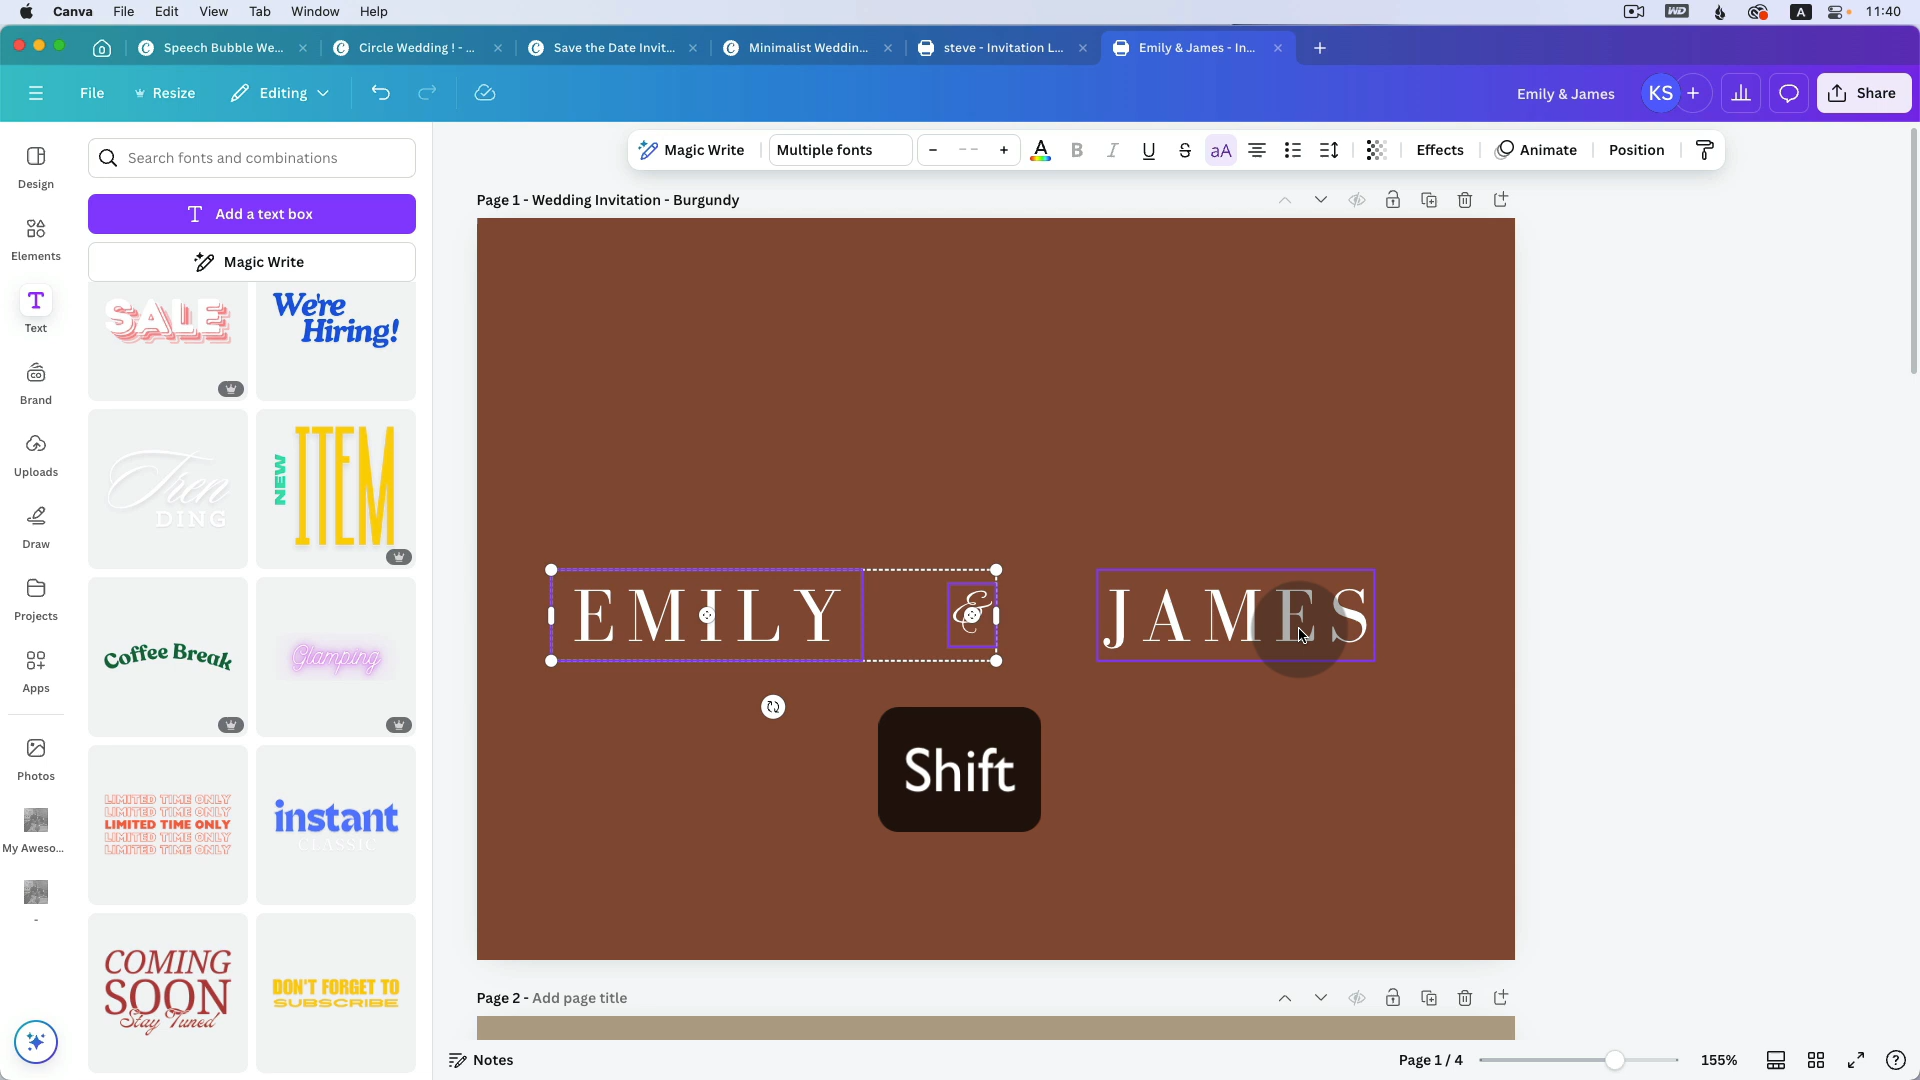 Canva File Edit View Tab Window Help
WD A 11:40
Speech Bubble We... Circle Wedding ! - ... Save the Date Invit... Minimalist Weddin... steve - Invitation L... Emily & James - In...
File Resize Editing Emily & James KS + Share
Search fonts and combinations
Magic Write Multiple fonts - -- + A B I U S aA Effects Animate Position
Design
Add a text box
Page 1 - Wedding Invitation - Burgundy
Elements
Magic Write
Text
SALE
We're
Hiring!
Brand
co
Uploads
Tren
DING
NEW
ITEM
Draw
Projects
EMILY & JAMES
Coffee Break
Glamping
Apps
Shift
Photos
LIMITED TIME ONLY
LIMITED TIME ONLY
LIMITED TIME ONLY
LIMITED TIME ONLY
LIMITED TIME ONLY
instant
CLASSIC
My Aweso...
-
COMING
SOON
Stay Tuned
DON'T FORGET TO
SUBSCRIBE
Page 2 - Add page title
Notes
Page 1 / 4 155%